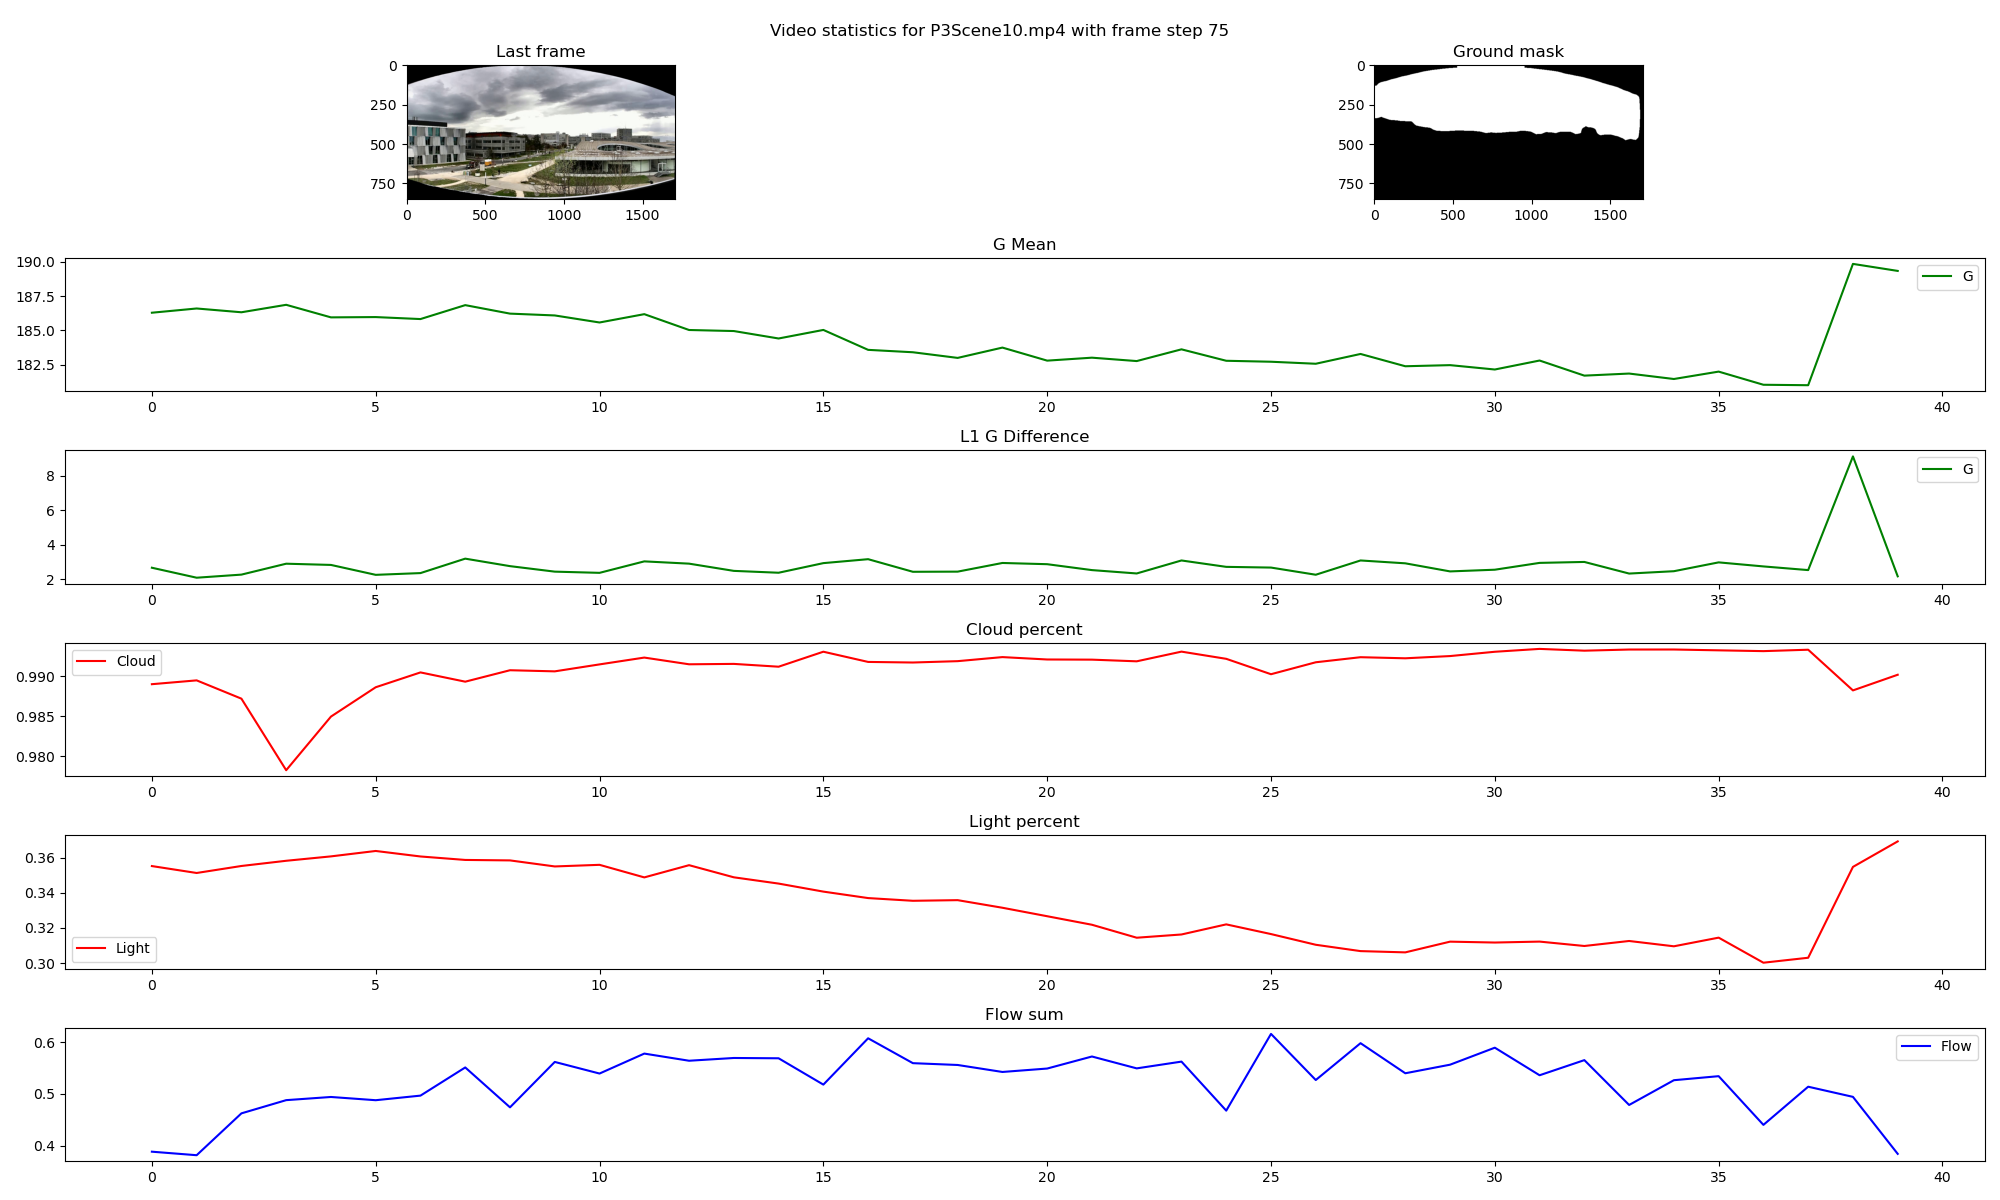 Video statistics for P3Scene10.mp4 with frame step 75
Last frame
0
250
500
750
0 500 1000 1500
Ground mask
0
250
500
750
0 500 1000 1500
G Mean
190.0
187.5
185.0
182.5
G
0 5 10 15 20 25 30 35 40
L1 G Difference
8
6
4
2
G
0 5 10 15 20 25 30 35 40
Cloud percent
Cloud
0.990
0.985
0.980
0 5 10 15 20 25 30 35 40
Light percent
0.36
0.34
0.32
0.30
Light
0 5 10 15 20 25 30 35 40
Flow sum
0.6
0.5
0.4
Flow
0 5 10 15 20 25 30 35 40